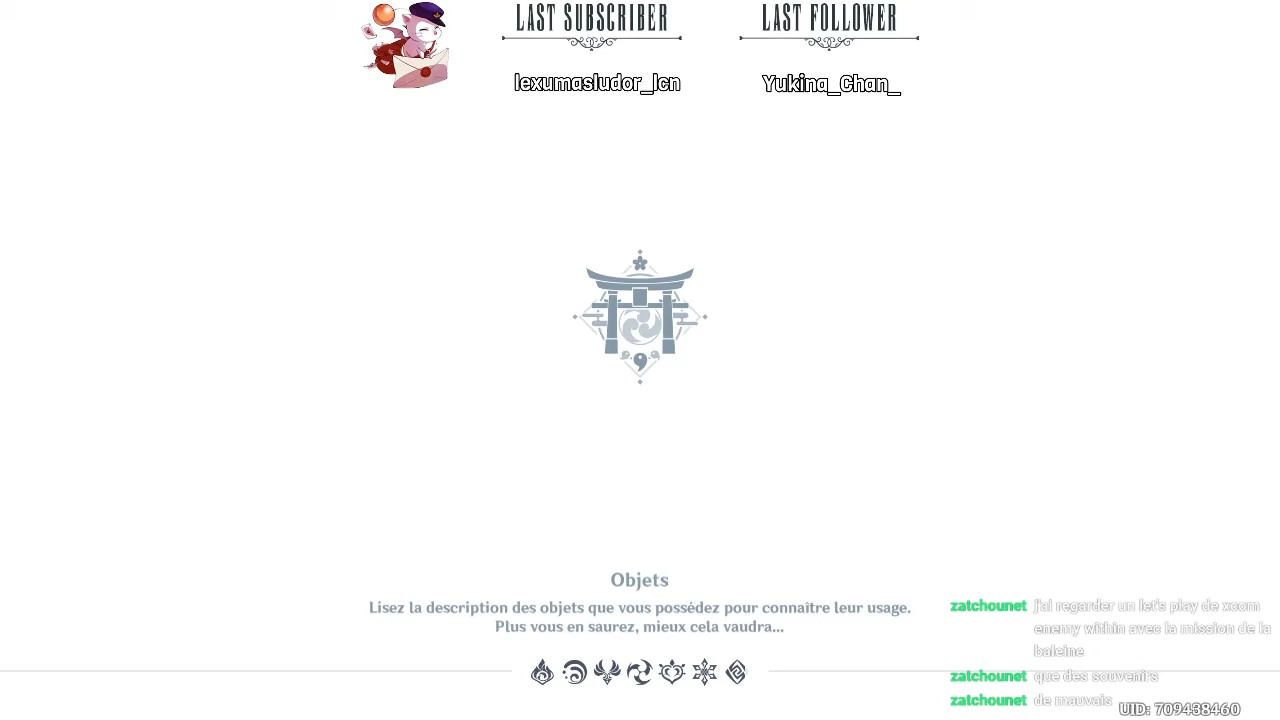 LAST SUBSCRIBER
LAST FOLLOWER
lexumasludor_lcn
Yukina_Chan_
Objets
Lisez la description des objets que vous possédez pour connaître leur usage.
Plus vous en saurez, mieux cela vaudra...
zatchounet j'ai regarder un let's play de xcom
enemy within avec la mission de la
baleine
zatchounet que des souvenirs
zatchounet de mauvais
UID: 709438460